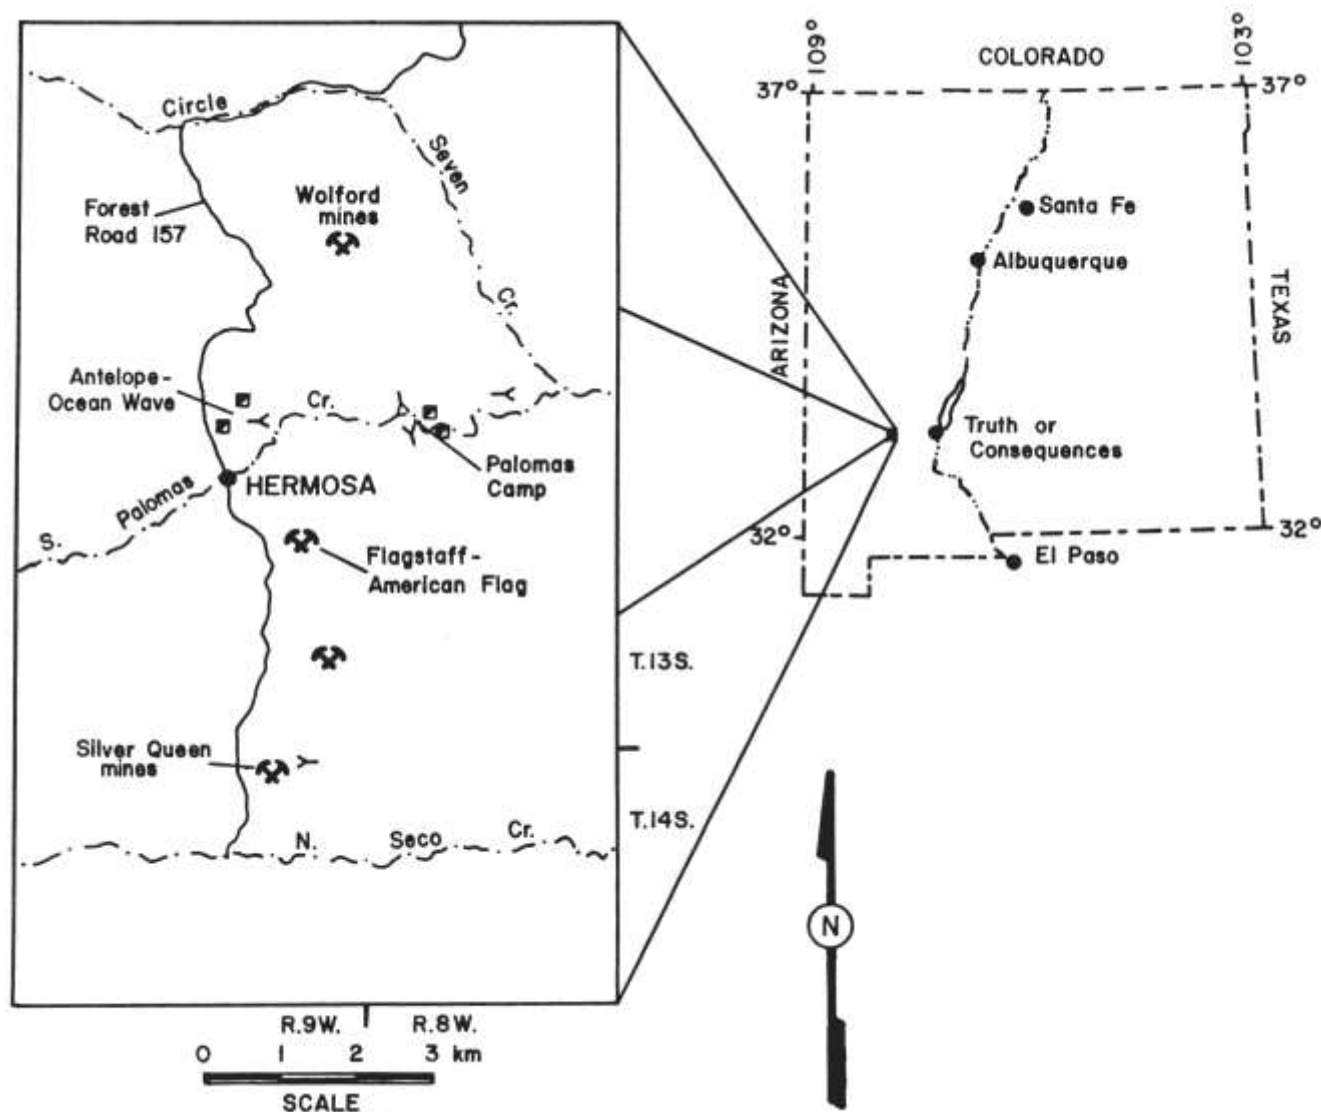 Circle
Seven
Cr.
Forest
Road 157
Wolford
mines
Antelope-
Ocean Wave
Cr.
Palomas
Camp
S. Palomas
HERMOSA
Flagstaff-
American Flag
Silver Queen
mines
N. Seco Cr.
T.13S.
T.14S.
R.9W. R.8W.
0 1 2 3 km
SCALE
109° 103°
COLORADO
37° 37°
Santa Fe
Albuquerque
ARIZONA
TEXAS
Truth or
Consequences
32° 32°
El Paso
N